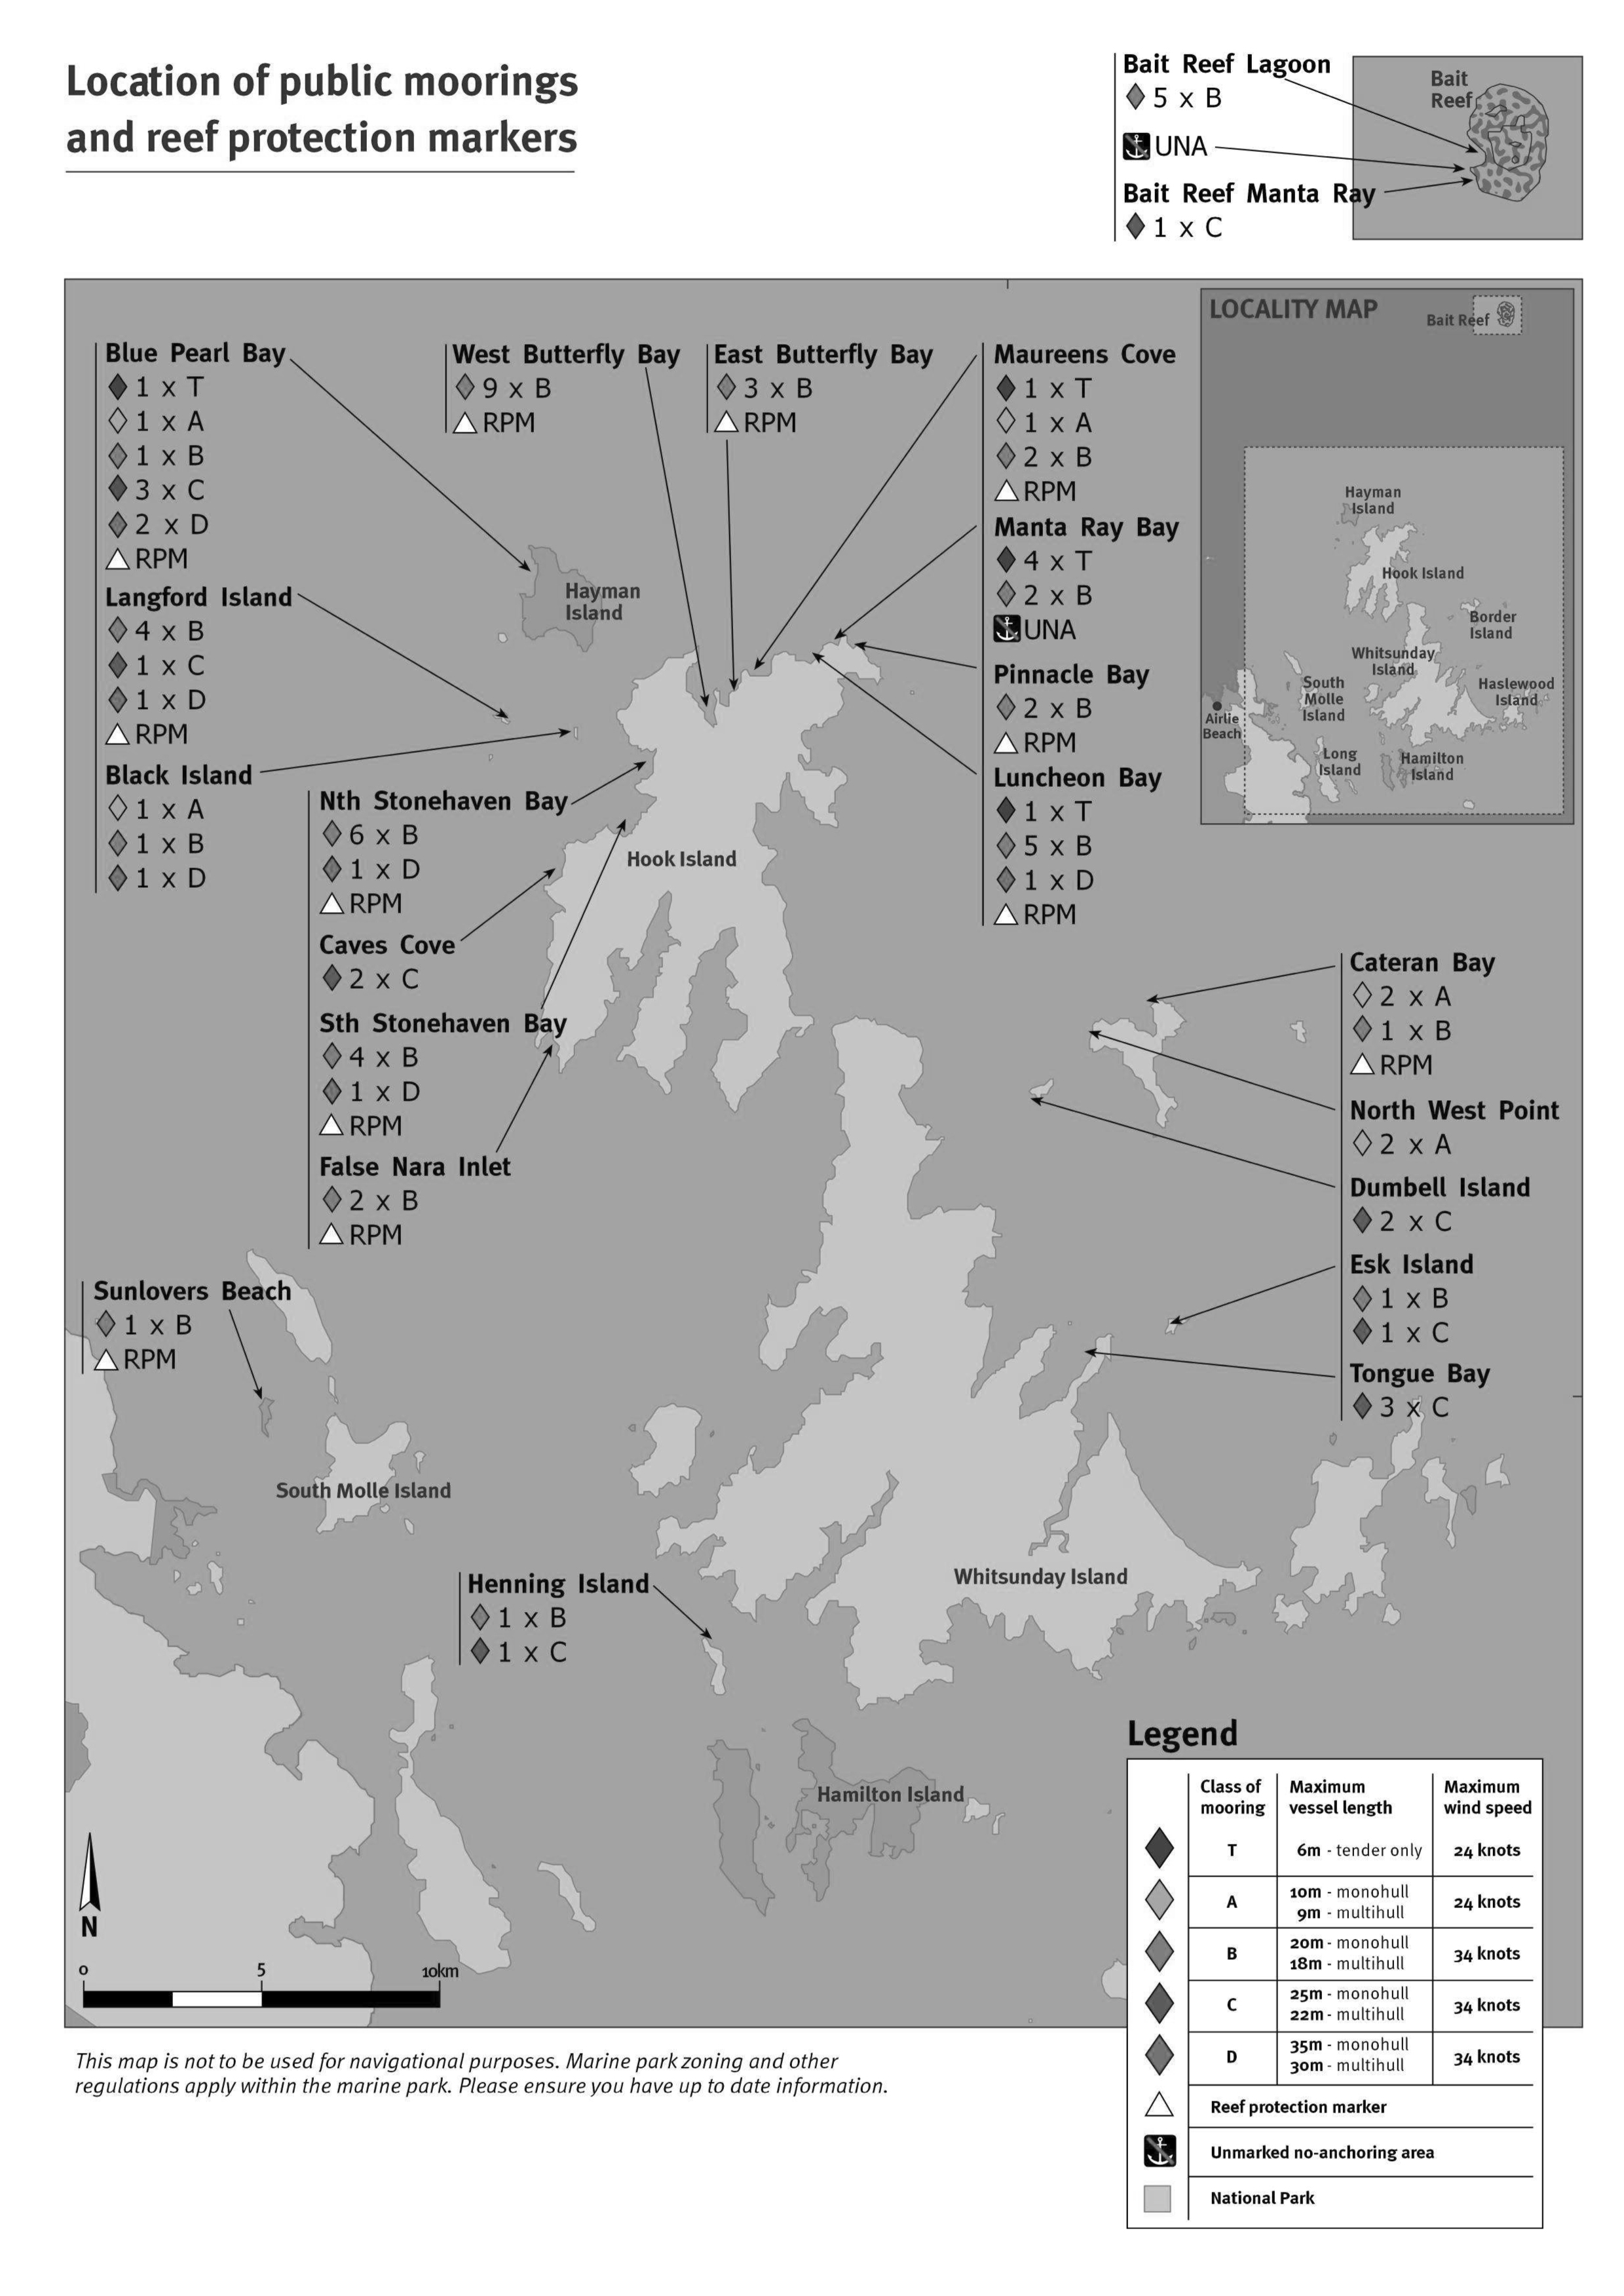 Location of public moorings
and reef protection markers
Bait Reef Lagoon
5 x B
UNA
Bait Reef Manta Ray
1 x C
Bait
Reef
LOCALITY MAP
Bait Reef
Hayman
Island
Hook Island
Border
Island
Whitsunday
Island
South
Molle
Island
Haslewood
Island
Airlie
Beach
Long
Island
Hamilton
Island
Blue Pearl Bay
1 x T
1 x A
1 x B
3 x C
2 x D
RPM
Langford Island
4 x B
1 x C
1 x D
RPM
Black Island
1 x A
1 x B
1 x D
West Butterfly Bay
9 x B
RPM
East Butterfly Bay
3 x B
RPM
Maureens Cove
1 x T
1 x A
2 x B
RPM
Manta Ray Bay
4 x T
2 x B
UNA
Pinnacle Bay
2 x B
RPM
Luncheon Bay
1 x T
5 x B
1 x D
RPM
Hayman
Island
Nth Stonehaven Bay
6 x B
1 x D
RPM
Caves Cove
2 x C
Sth Stonehaven Bay
4 x B
1 x D
RPM
False Nara Inlet
2 x B
RPM
Hook Island
Cateran Bay
2 x A
1 x B
RPM
North West Point
2 x A
Dumbell Island
2 x C
Esk Island
1 x B
1 x C
Tongue Bay
3 x C
Sunlovers Beach
1 x B
RPM
South Molle Island
Henning Island
1 x B
1 x C
Whitsunday Island
Hamilton Island
N
0 5 10km
Legend
Class of mooring Maximum vessel length Maximum wind speed
T 6m - tender only 24 knots
A 10m - monohull 24 knots
9m - multihull
B 20m - monohull 34 knots
18m - multihull
C 25m - monohull 34 knots
22m - multihull
D 35m - monohull 34 knots
30m - multihull
Reef protection marker
Unmarked no-anchoring area
National Park
This map is not to be used for navigational purposes. Marine park zoning and other
regulations apply within the marine park. Please ensure you have up to date information.